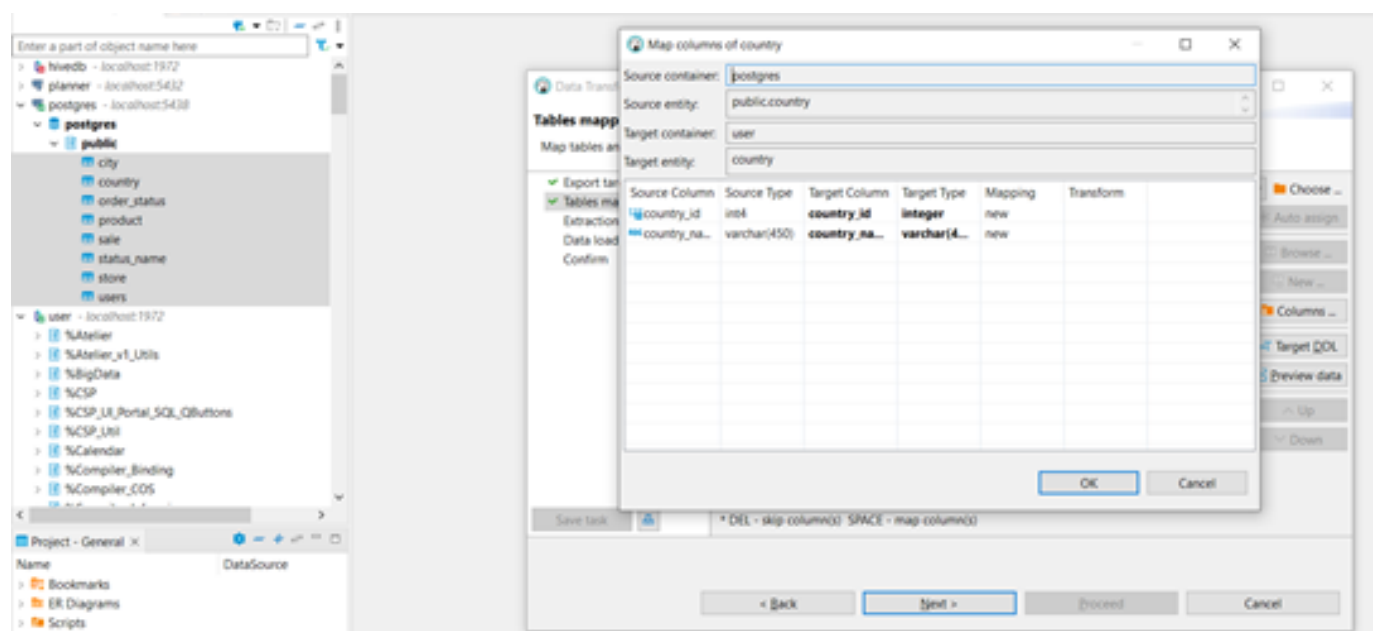 Enter a part of object name here
hivedb - localhost:1972
planner - localhost:5432
postgres - localhost:5438
postgres
public
city
country
order_status
product
sale
status_name
store
users
user - localhost:1972
%Atelier
%Atelier_v1_Utils
%BigData
%CSP
%CSP_UI_Portal_SQL_QButtons
%CSP_Util
%Calendar
%Compiler_Binding
%Compiler_COS
Project - General
Name DataSource
Bookmarks
ER Diagrams
Scripts
Data Trans
Tables mapp
Map tables an
Export tar
Tables ma
Extraction
Data load
Confirm
Save task
Map columns of country
Source container: postgres
Source entity: public.country
Target container: user
Target entity: country
Source Column Source Type Target Column Target Type Mapping Transform
country_id int4 country_id integer new
country_na... varchar(450) country_na... varchar(4... new
OK Cancel
Choose ...
Auto assign
Browse ...
New ...
Columns ...
Target DDL
Preview data
Up
Down
* DEL - skip column(s) SPACE - map column(s)
< Back Next > Proceed Cancel